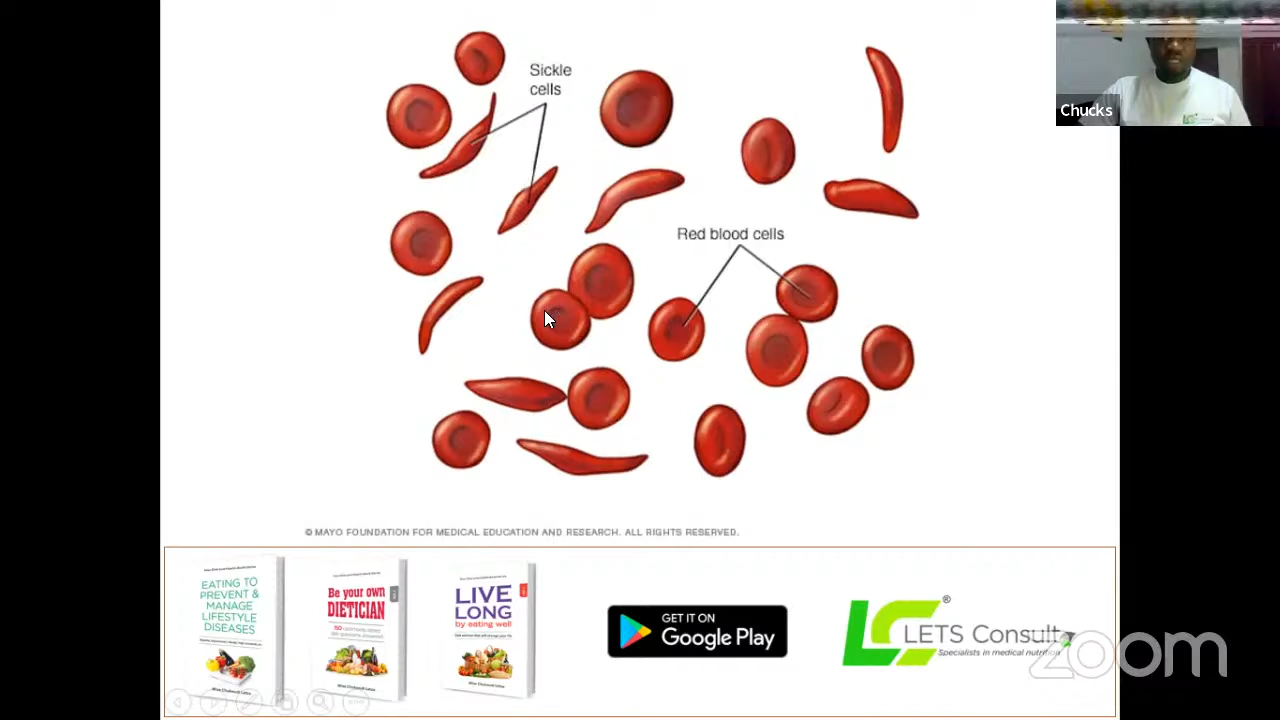 Sickle
cells
Chucks
Red blood cells
© MAYO FOUNDATION FOR MEDICAL EDUCATION AND RESEARCH. ALL RIGHTS RESERVED.
EATING TO
PREVENT &
MANAGE
LIFESTYLE
DISEASES
Be your own
DIETICIAN
LIVE
LONG
by eating well
GET IT ON
Google Play
®
LETS Consult
Specialists in medical nutrition
zoom